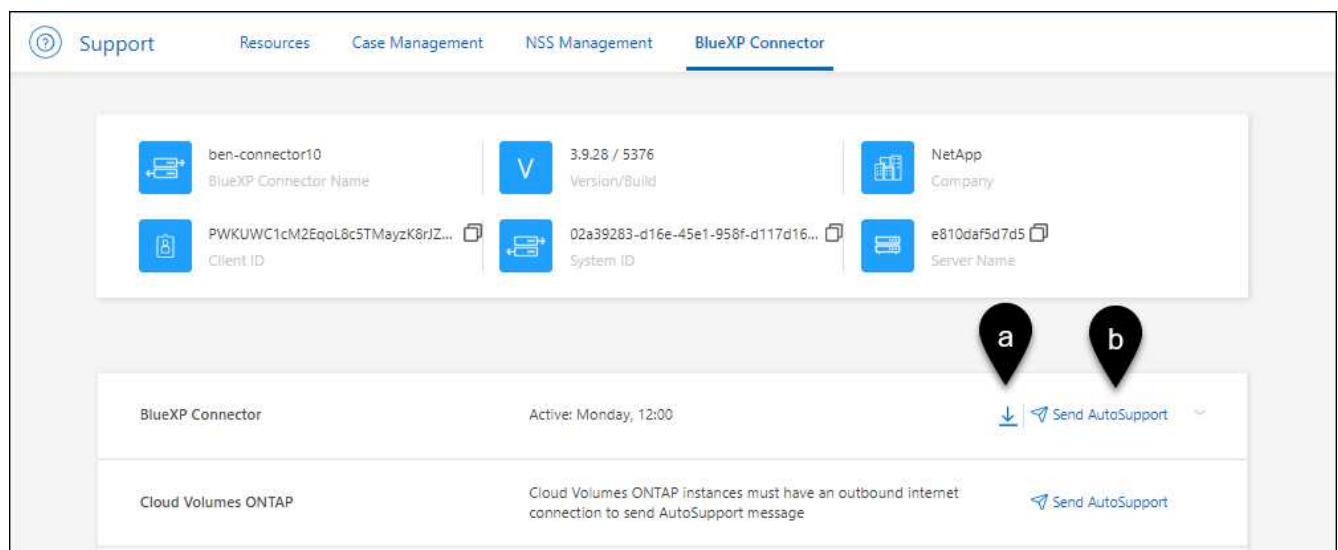 Support
Resources
Case Management
NSS Management
BlueXP Connector
ben-connector10
BlueXP Connector Name
V
3.9.28 / 5376
Version/Build
NetApp
Company
PWKUWC1cM2EqoL8c5TMayzK8rJZ...
Client ID
02a39283-d16e-45e1-958f-d117d16...
System ID
e810daf5d7d5
Server Name
a
b
BlueXP Connector
Active: Monday, 12:00
Send AutoSupport
Cloud Volumes ONTAP
Cloud Volumes ONTAP instances must have an outbound internet
connection to send AutoSupport message
Send AutoSupport